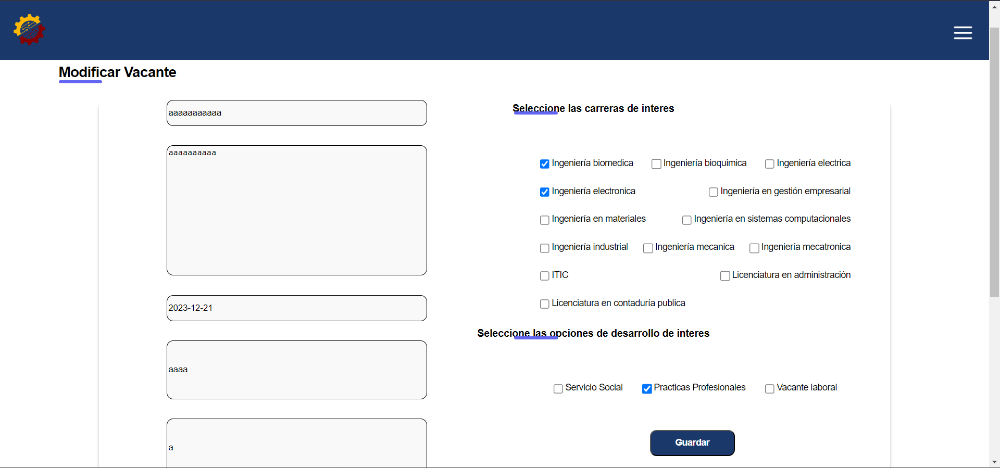 Modificar Vacante
aaaaaaaaaaa
aaaaaaaaaa
2023-12-21
aaaa
a
Seleccione las carreras de interes
Ingeniería biomedica Ingeniería bioquimica Ingeniería electrica
Ingeniería electronica Ingeniería en gestión empresarial
Ingeniería en materiales Ingeniería en sistemas computacionales
Ingeniería industrial Ingeniería mecanica Ingeniería mecatronica
ITIC Licenciatura en administración
Licenciatura en contaduría publica
Seleccione las opciones de desarrollo de interes
Servicio Social Practicas Profesionales Vacante laboral
Guardar